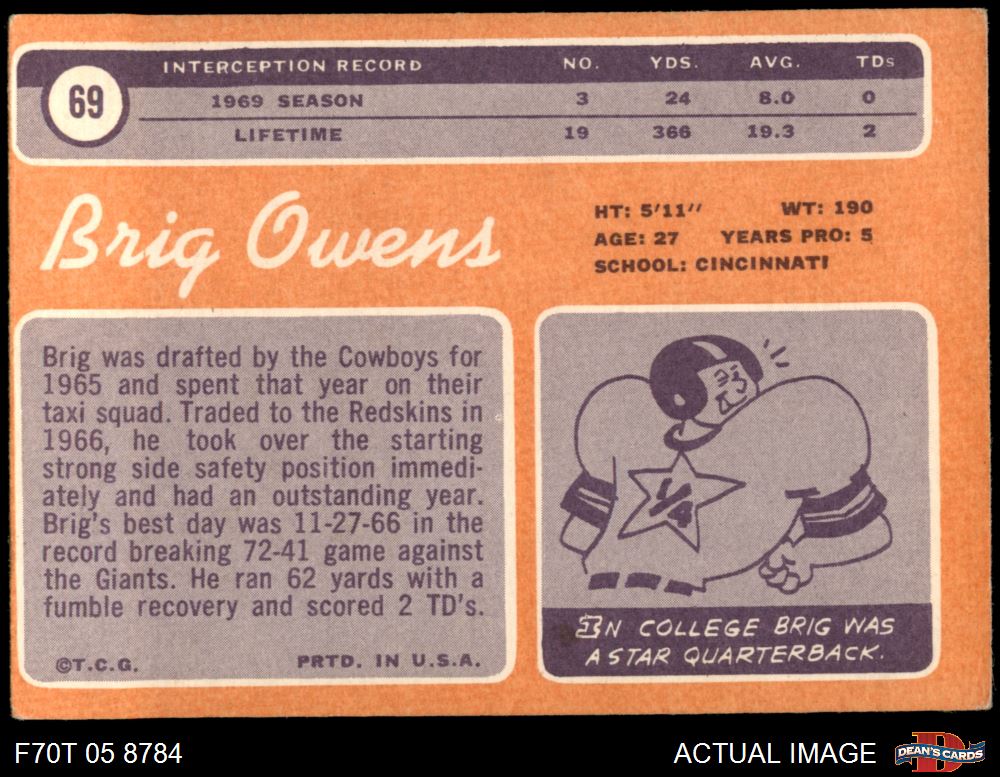 INTERCEPTION RECORD NO. YDS. AVG. TDs
69
1969 SEASON 3 24 8.0 0
LIFETIME 19 366 19.3 2
Brig Owens
HT: 5'11" WT: 190
AGE: 27 YEARS PRO: 5
SCHOOL: CINCINNATI
Brig was drafted by the Cowboys for
1965 and spent that year on their
taxi squad. Traded to the Redskins in
1966, he took over the starting
strong side safety position immedi-
ately and had an outstanding year.
Brig's best day was 11-27-66 in the
record breaking 72-41 game against
the Giants. He ran 62 yards with a
fumble recovery and scored 2 TD's.
©T.C.G. PRTD. IN U.S.A.
1/4
IN COLLEGE BRIG WAS
A STAR QUARTERBACK.
F70T 05 8784
ACTUAL IMAGE
D
DEAN'S CARDS